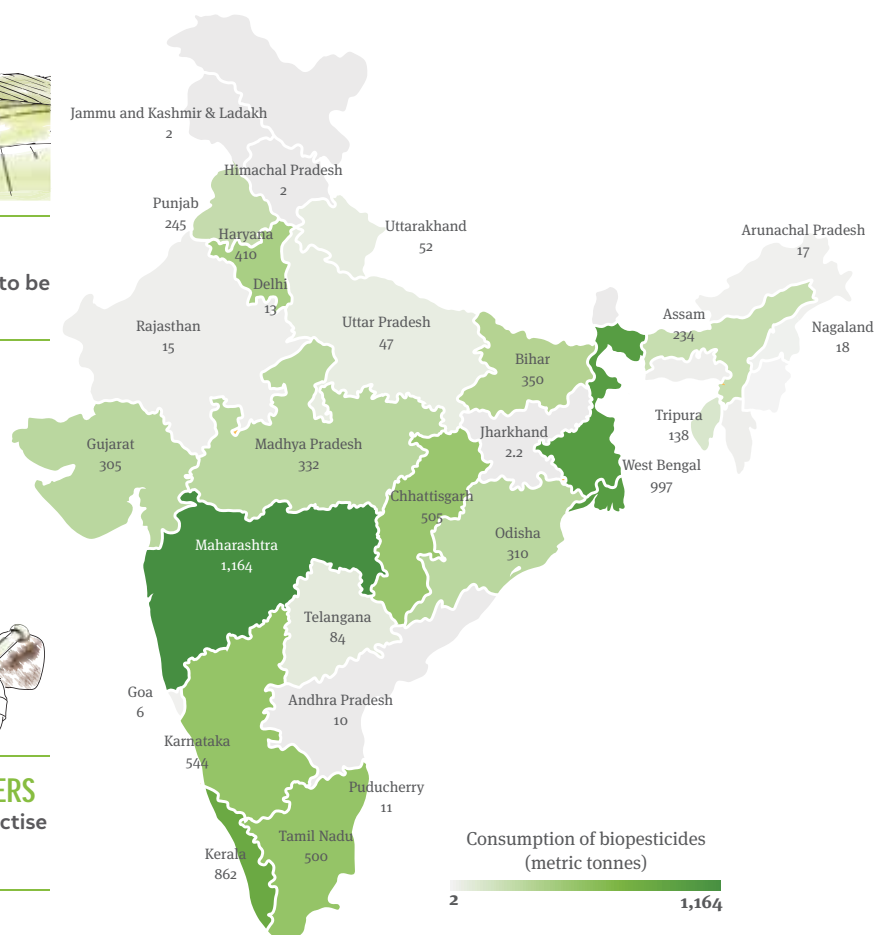 Jammu and Kashmir & Ladakh
2
Himachal Pradesh
2
Punjab
245
Haryana
410
Uttarakhand
52
Delhi
13
Arunachal Pradesh
17
Rajasthan
15
Uttar Pradesh
47
Assam
234
Nagaland
18
Bihar
350
Tripura
138
Gujarat
305
Madhya Pradesh
332
Jharkhand
2.2
West Bengal
997
Chhattisgarh
505
Odisha
310
Maharashtra
1,164
Telangana
84
Goa
6
Andhra Pradesh
10
Karnataka
544
Puducherry
11
Tamil Nadu
500
Kerala
862
Consumption of biopesticides
(metric tonnes)
2
1,164
to be
ERS
ctise